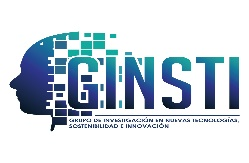 GINSTI
GRUPO DE INVESTIGACIÓN EN NUEVAS TECNOLOGÍAS,
SOSTENIBILIDAD E INNOVACIÓN